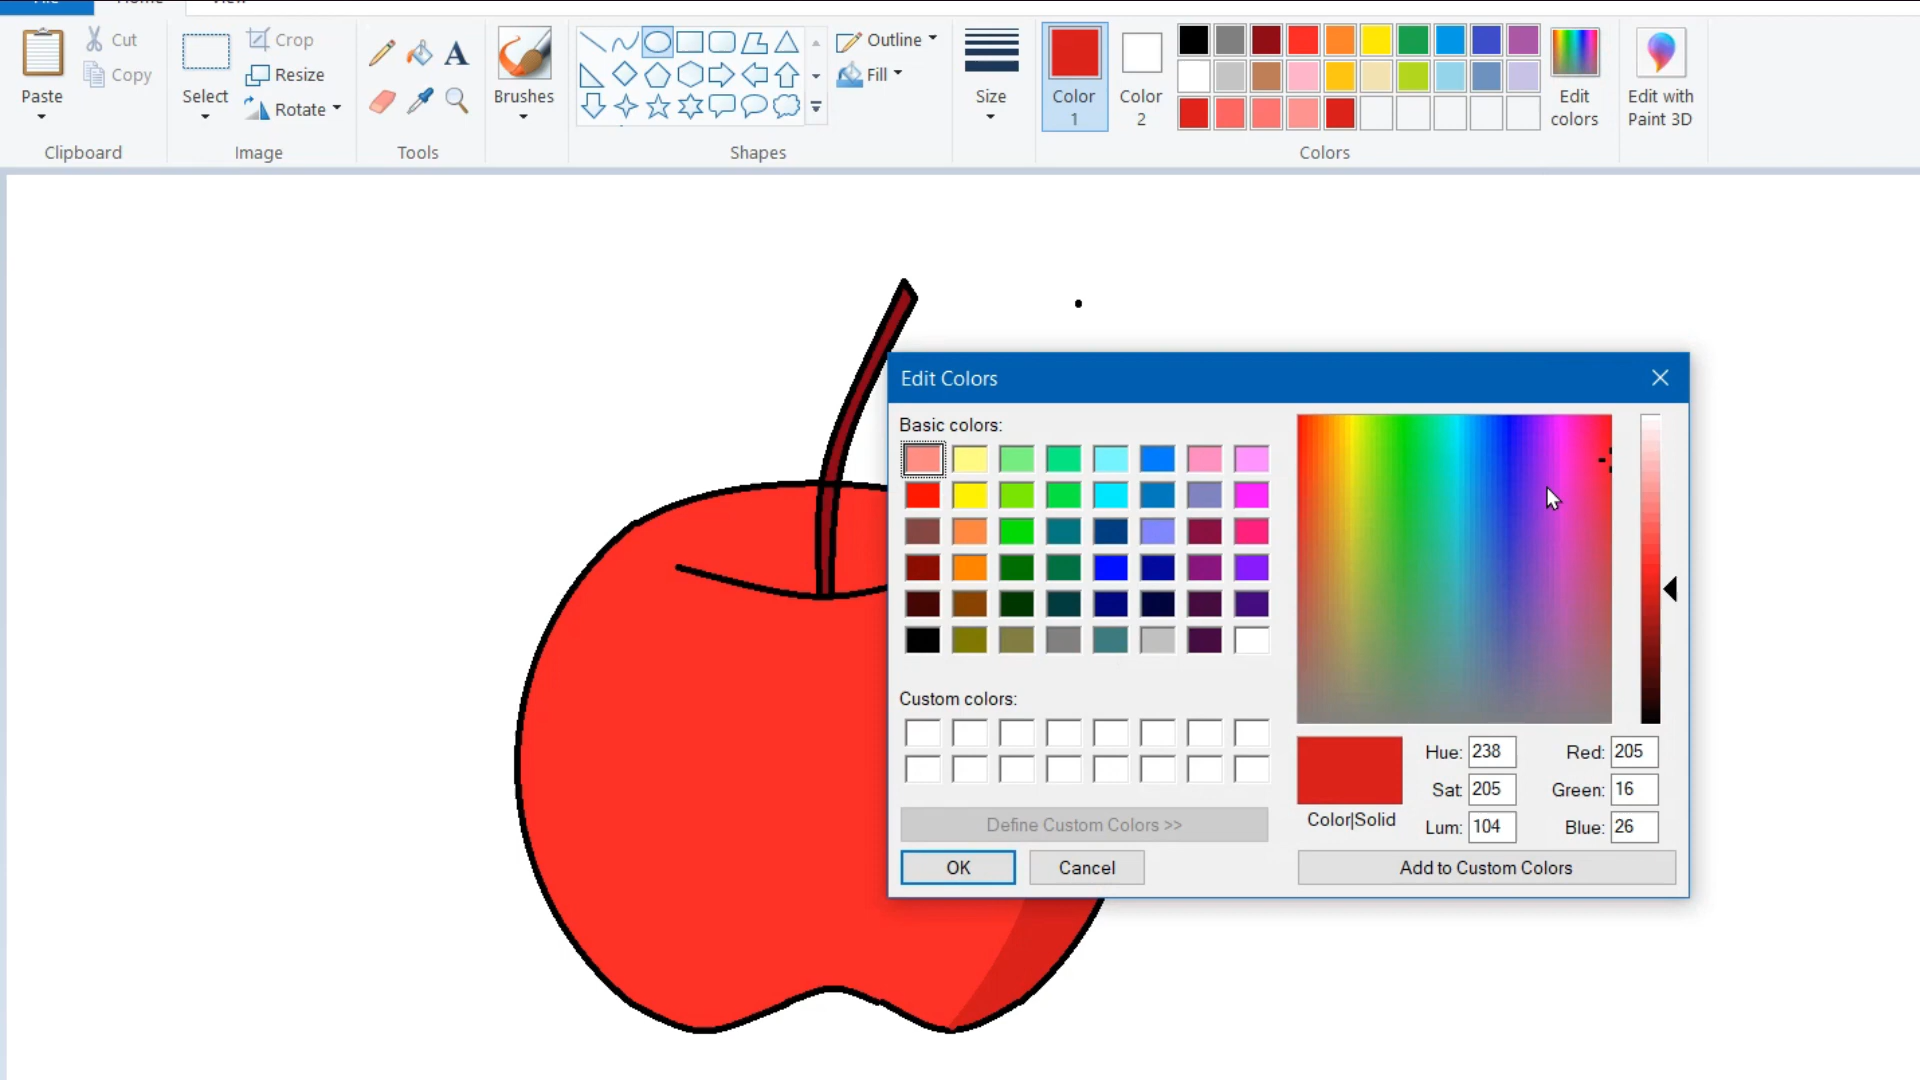 Paste
Cut
Copy
Clipboard
Select
Crop
Resize
Rotate
Image
A
Tools
Brushes
Outline
Fill
Shapes
Size
Color
1
Color
2
Edit
colors
Colors
Edit with
Paint 3D
Edit Colors
Basic colors:
Custom colors:
Define Custom Colors >>
OK
Cancel
Color|Solid
Hue: 238
Sat: 205
Lum: 104
Red: 205
Green: 16
Blue: 26
Add to Custom Colors